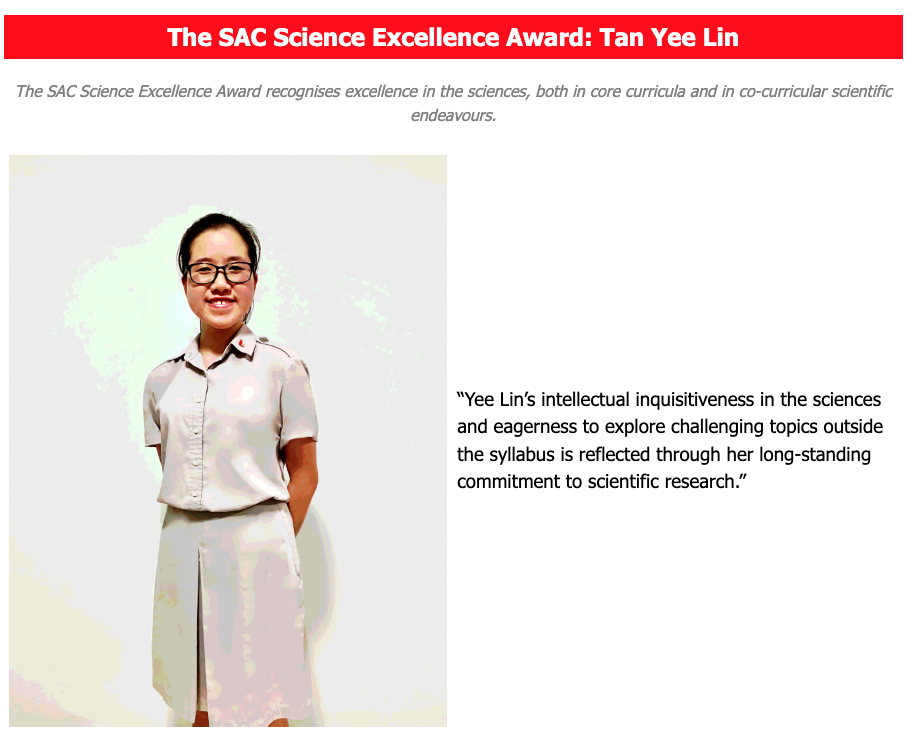 The SAC Science Excellence Award: Tan Yee Lin
The SAC Science Excellence Award recognises excellence in the sciences, both in core curricula and in co-curricular scientific
endeavours.
“Yee Lin’s intellectual inquisitiveness in the sciences
and eagerness to explore challenging topics outside
the syllabus is reflected through her long-standing
commitment to scientific research.”